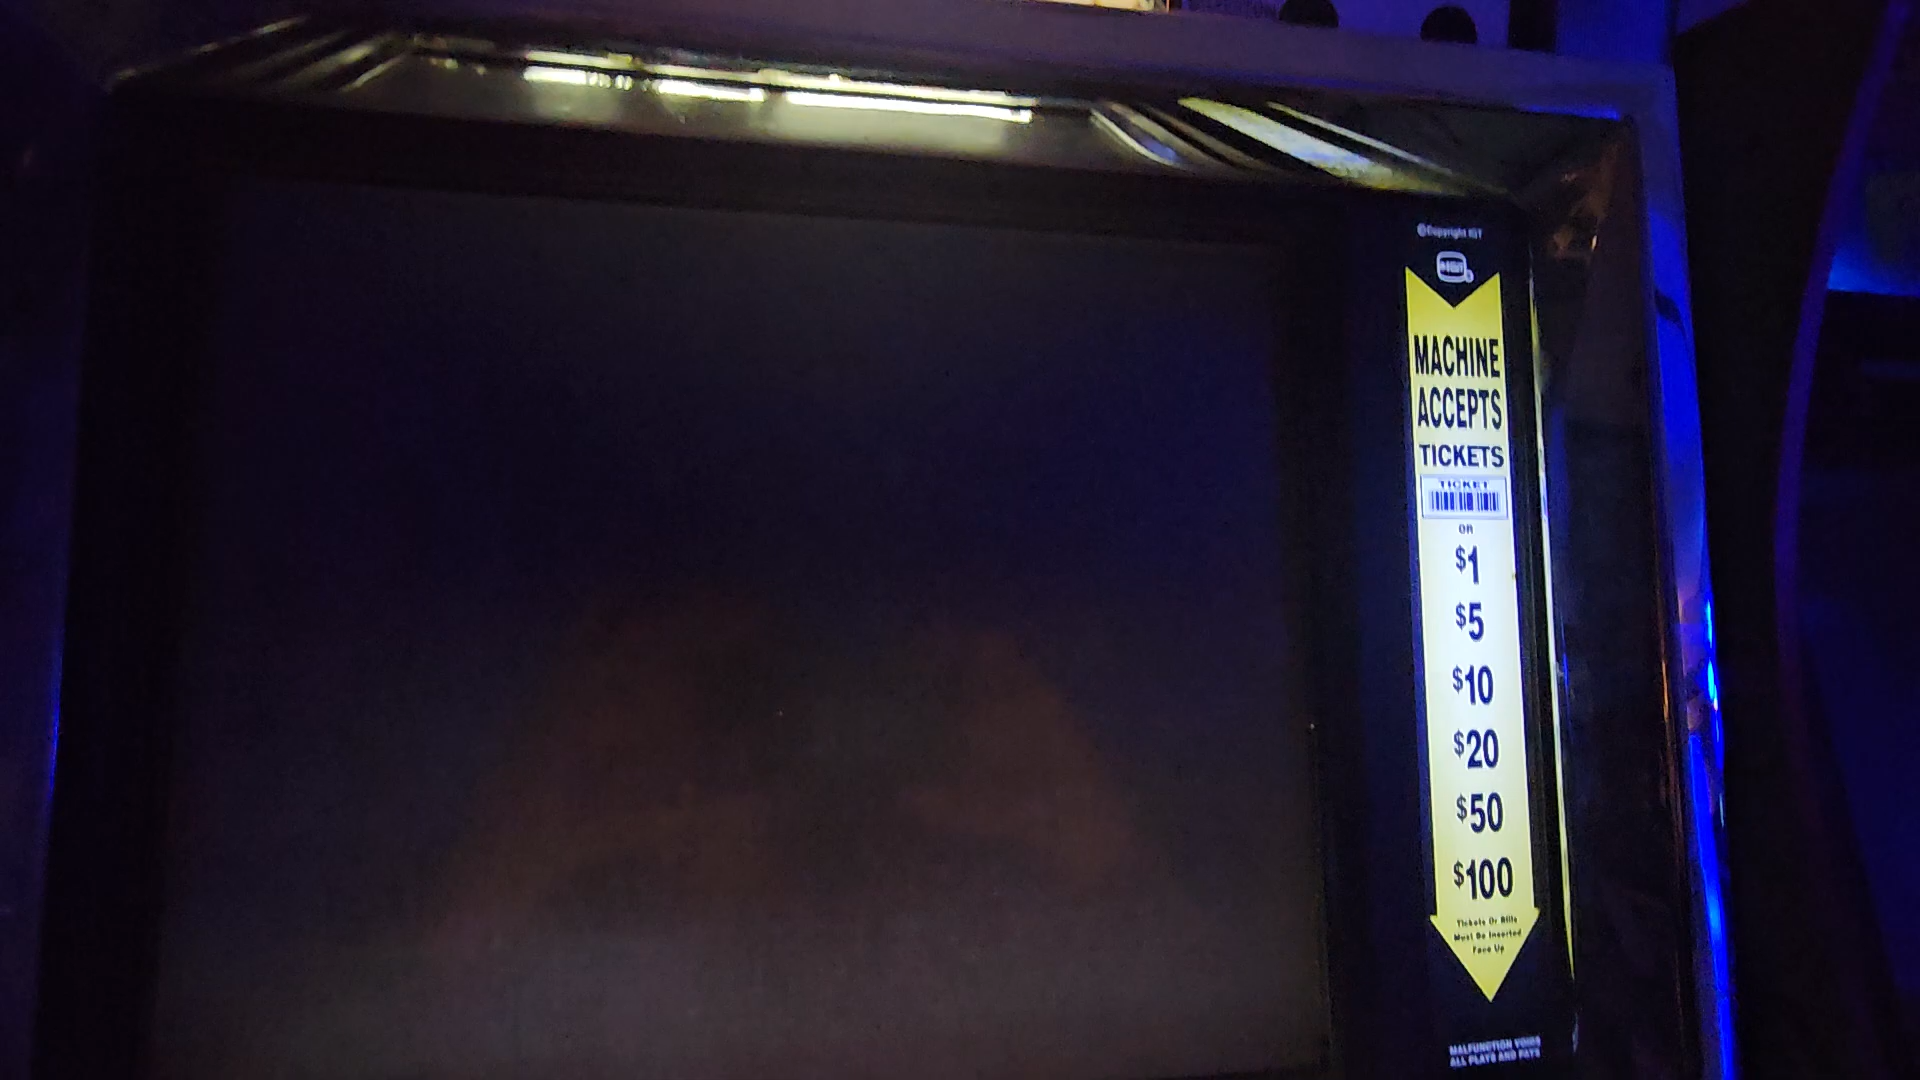 ©Copyright IGT
IGT
MACHINE
ACCEPTS
TICKETS
TICKET
OR
$1
$5
$10
$20
$50
$100
Tickets Or Bills
Must Be Inserted
Face Up
MALFUNCTION VOIDS
ALL PLAYS AND PAYS